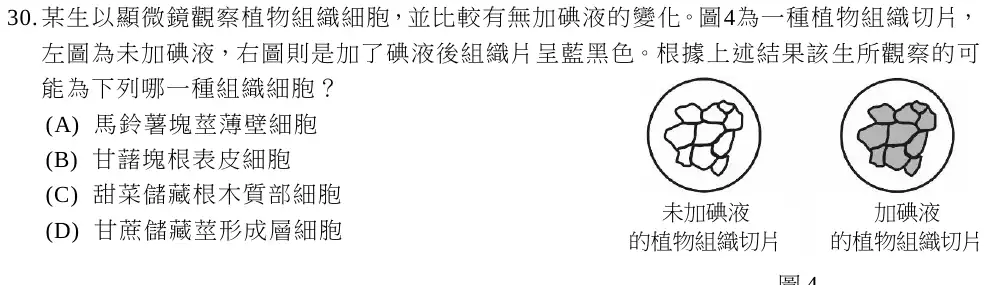 30.某生以顯微鏡觀察植物組織細胞，並比較有無加碘液的變化。圖4為一種植物組織切片，
左圖為未加碘液，右圖則是加了碘液後組織片呈藍黑色。根據上述結果該生所觀察的可
能為下列哪一種組織細胞？
(A) 馬鈴薯塊莖薄壁細胞
(B) 甘藷塊根表皮細胞
(C) 甜菜儲藏根木質部細胞
(D) 甘蔗儲藏莖形成層細胞
未加碘液
的植物組織切片
加碘液
的植物組織切片
圖 4